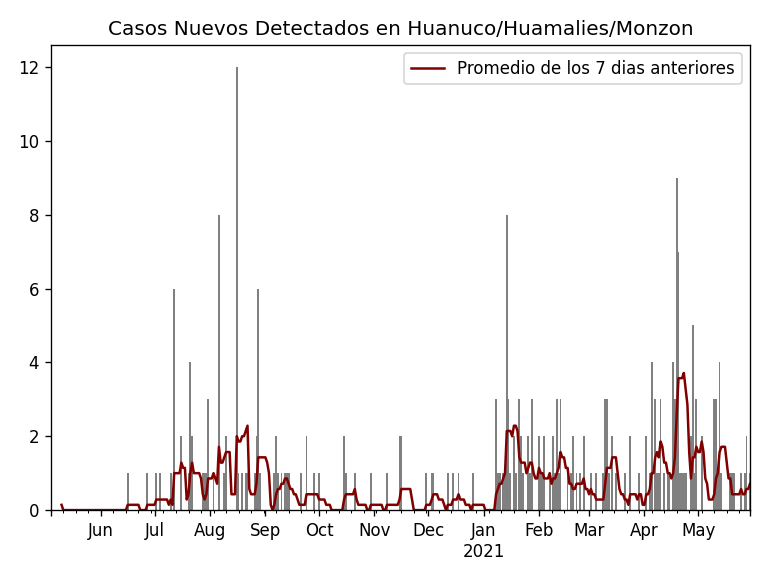 Casos Nuevos Detectados en Huanuco/Huamalies/Monzon
Promedio de los 7 dias anteriores
12
10
8
6
4
2
0
Jun Jul Aug Sep Oct Nov Dec Jan Feb Mar Apr May
2021